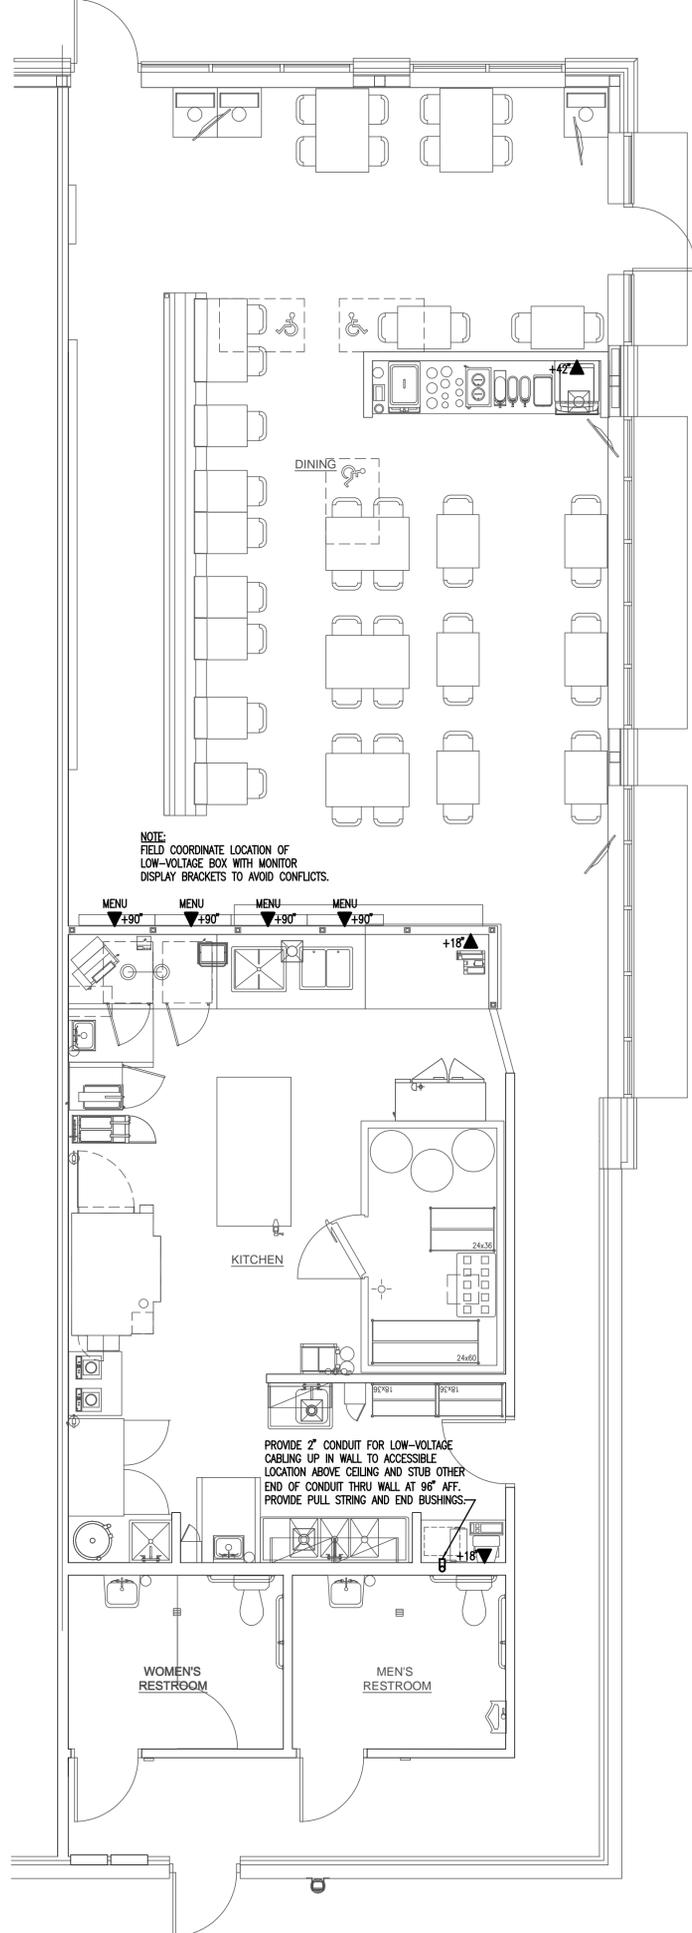 +42"
DINING
NOTE:
FIELD COORDINATE LOCATION OF
LOW-VOLTAGE BOX WITH MONITOR
DISPLAY BRACKETS TO AVOID CONFLICTS.
MENU MENU MENU MENU
+90" +90" +90" +90"
+18"
24x36
KITCHEN
24x60
18x36 18x36
PROVIDE 2" CONDUIT FOR LOW-VOLTAGE
CABLING UP IN WALL TO ACCESSIBLE
LOCATION ABOVE CEILING AND STUB OTHER
END OF CONDUIT THRU WALL AT 96" AFF.
PROVIDE PULL STRING AND END BUSHINGS.
+18"
WOMEN'S
RESTROOM
MEN'S
RESTROOM